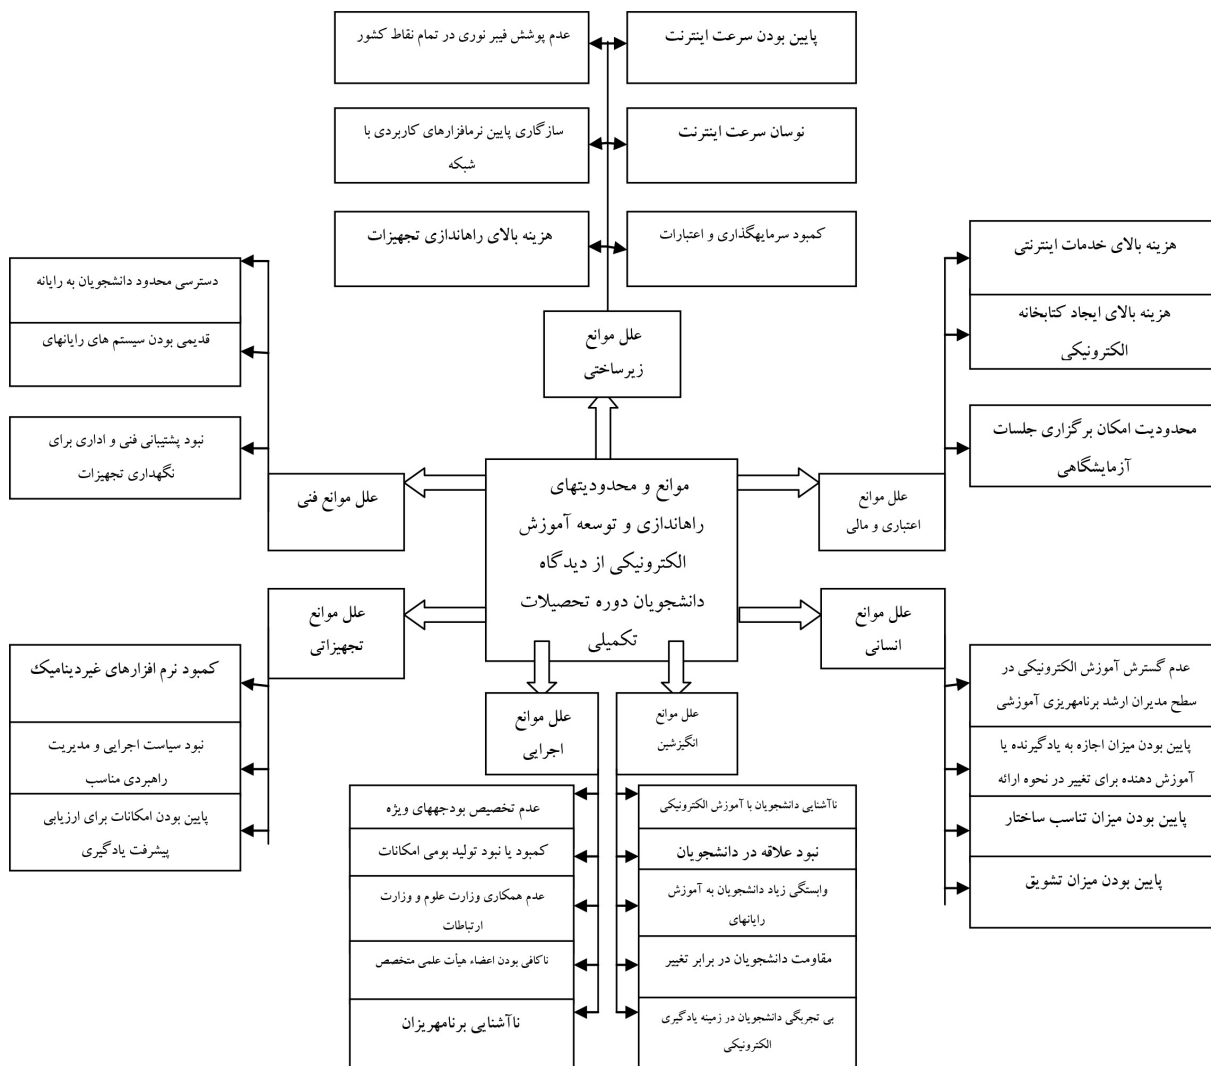 پایین بودن سرعت اینترنت
عدم پوشش فیبر نوری در تمام نقاط کشور
نوسان سرعت اینترنت
سازگاری پایین نرمافزارهای کاربردی با
شبکه
کمبود سرمایهگذاری و اعتبارات
هزینه بالای راهاندازی تجهیزات
علل موانع
زیرساختی
هزینه بالای خدمات اینترنتی
هزینه بالای ایجاد کتابخانه
الکترونیکی
محدودیت امکان برگزاری جلسات
آزمایشگاهی
علل موانع
اعتباری و مالی
دسترسی محدود دانشجویان به رایانه
قدیمی بودن سیستم های رایانهای
نبود پشتیبانی فنی و اداری برای
نگهداری تجهیزات
علل موانع فنی
موانع و محدودیتهای
راهاندازی و توسعه آموزش
الکترونیکی از دیدگاه
دانشجویان دوره تحصیلات
تکمیلی
علل موانع
انسانی
عدم گسترش آموزش الکترونیکی در
سطح مدیران ارشد برنامهریزی آموزشی
پایین بودن میزان اجازه به یادگیرنده یا
آموزش دهنده برای تغییر در نحوه ارائه
پایین بودن میزان تناسب ساختار
پایین بودن میزان تشویق
علل موانع
تجهیزاتی
کمبود نرم افزارهای غیردینامیک
نبود سیاست اجرایی و مدیریت
راهبردی مناسب
پایین بودن امکانات برای ارزیابی
پیشرفت یادگیری
علل موانع
انگیزشین
ناآشنایی دانشجویان با آموزش الکترونیکی
نبود علاقه در دانشجویان
وابستگی زیاد دانشجویان به آموزش
رایانهای
مقاومت دانشجویان در برابر تغییر
بی تجربگی دانشجویان در زمینه یادگیری
الکترونیکی
علل موانع
اجرایی
عدم تخصیص بودجههای ویژه
کمبود یا نبود تولید بومی امکانات
عدم همکاری وزارت علوم و وزارت
ارتباطات
ناکافی بودن اعضاء هیأت علمی متخصص
ناآشنایی برنامهریزان